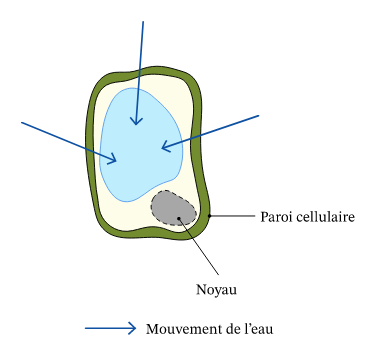 Paroi cellulaire
Noyau
Mouvement de l’eau